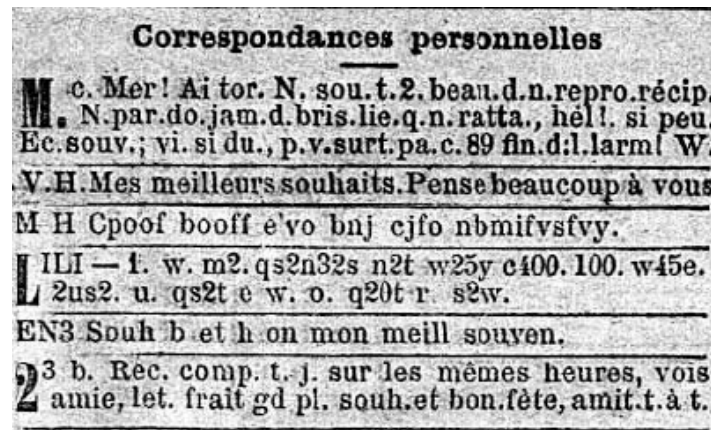 Correspondances personnelles
M. c. Mer! Ai tor. N. sou.t.2.beau.d.n.repro.récip.
N.par.do.jam.d.bris.lie.q.n.ratta., hél!. si peu.
Ec.souv.; vi.si du., p.v.surt.pa.c.89 fin.d:l.larm! W.
V.H.Mes meilleurs souhaits.Pense beaucoup à vous
M H Cpoof booff e'vo bnj cjfo nbmifvsfvy.
LILI — 1. w. m2. qs2n32s n2t w25y c400. 100. w45e.
2us2. u. qs2t c w. o. q20t r. s2w.
EN3 Souh b et h on mon meill souven.
23 b. Réc. comp. t. j. sur les mêmes heures, vois
amie, let. frait gd pl. souh.et bon.fête, amit.t.à t.